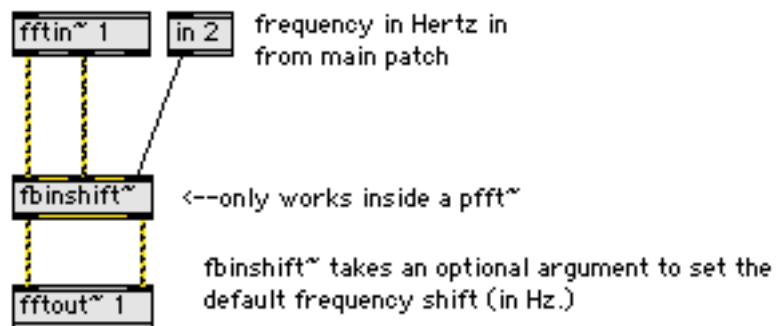 fftin~ 1
in 2
frequency in Hertz in
from main patch
fbinshift~
<--only works inside a pfft~
fbinshift~ takes an optional argument to set the
default frequency shift (in Hz.)
fftout~ 1